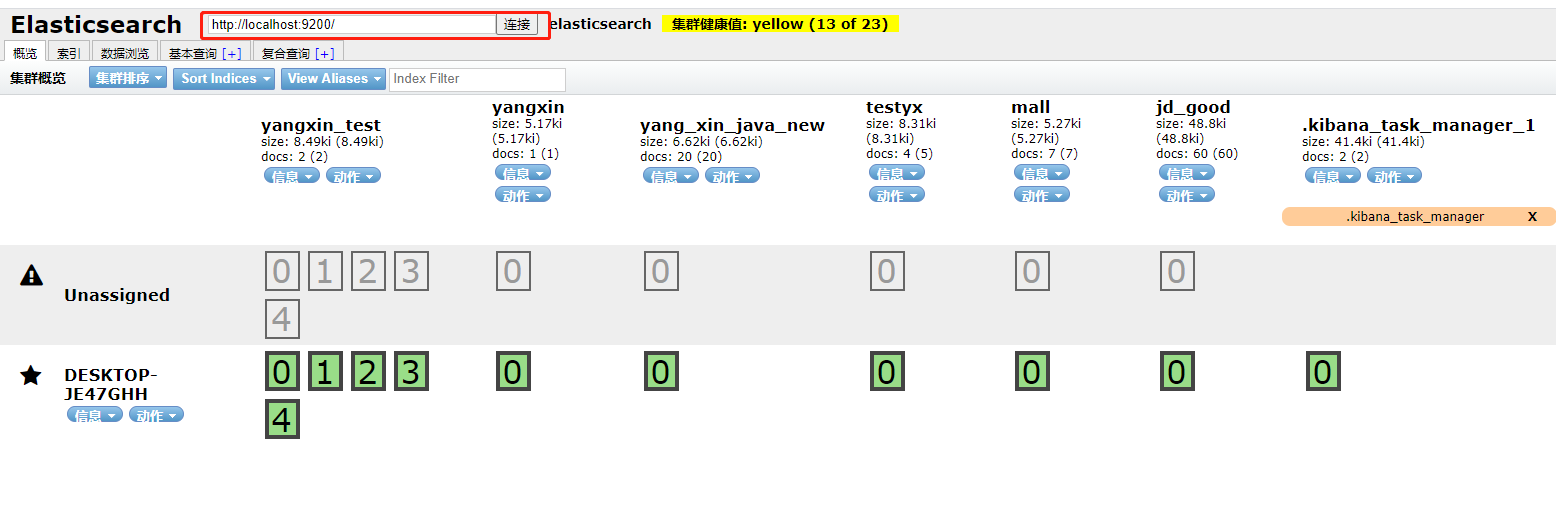 Elasticsearch http://localhost:9200/ 连接 elasticsearch 集群健康值: yellow (13 of 23)
概览 索引 数据浏览 基本查询 [+] 复合查询 [+]
集群概览 集群排序 Sort Indices View Aliases Index Filter
yangxin_test
size: 8.49ki (8.49ki)
docs: 2 (2)
信息 动作
yangxin
size: 5.17ki
(5.17ki)
docs: 1 (1)
信息
动作
yang_xin_java_new
size: 6.62ki (6.62ki)
docs: 20 (20)
信息 动作
testyx
size: 8.31ki
(8.31ki)
docs: 4 (5)
信息
动作
mall
size: 5.27ki
(5.27ki)
docs: 7 (7)
信息
动作
jd_good
size: 48.8ki
(48.8ki)
docs: 60 (60)
信息
动作
.kibana_task_manager_1
size: 41.4ki (41.4ki)
docs: 2 (2)
信息 动作
.kibana_task_manager X
Unassigned
0 1 2 3 0 0 0 0 0
4
DESKTOP-
JE47GHH
信息 动作
0 1 2 3 0 0 0 0 0 0
4